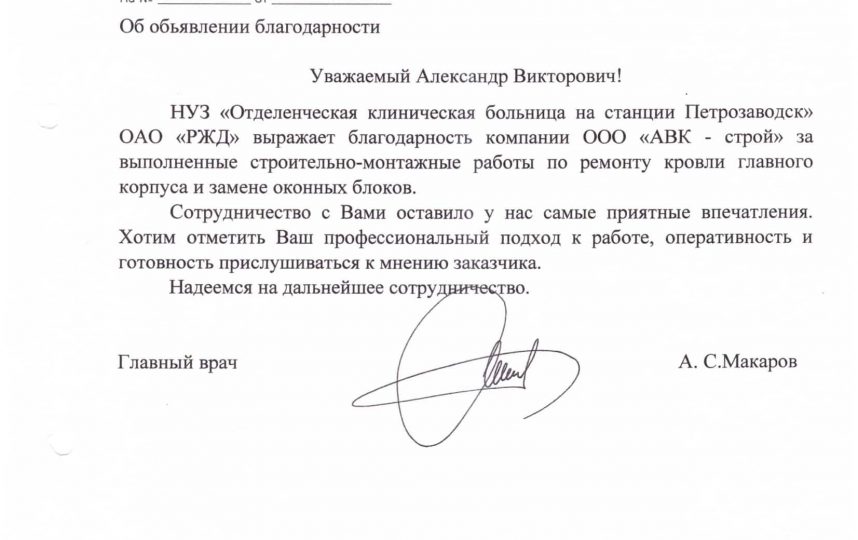 На № ____________ от ________________
Об обьявлении благодарности
Уважаемый Александр Викторович!
НУЗ «Отделенческая клиническая больница на станции Петрозаводск»
ОАО «РЖД» выражает благодарность компании ООО «АВК - строй» за
выполненные строительно-монтажные работы по ремонту кровли главного
корпуса и замене оконных блоков.
Сотрудничество с Вами оставило у нас самые приятные впечатления.
Хотим отметить Ваш профессиональный подход к работе, оперативность и
готовность прислушиваться к мнению заказчика.
Надеемся на дальнейшее сотрудничество.
Главный врач А. С.Макаров